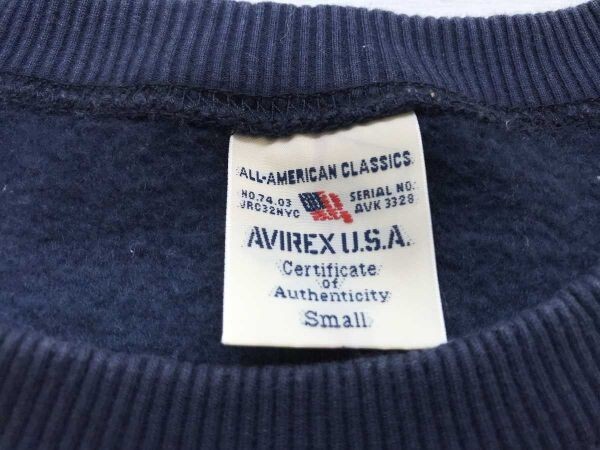 ALL-AMERICAN CLASSICS
NO.74.03 SERIAL NO.
JRC32NYC AVK 3328
AVIREX U.S.A.
Certificate
of
Authenticity
Small